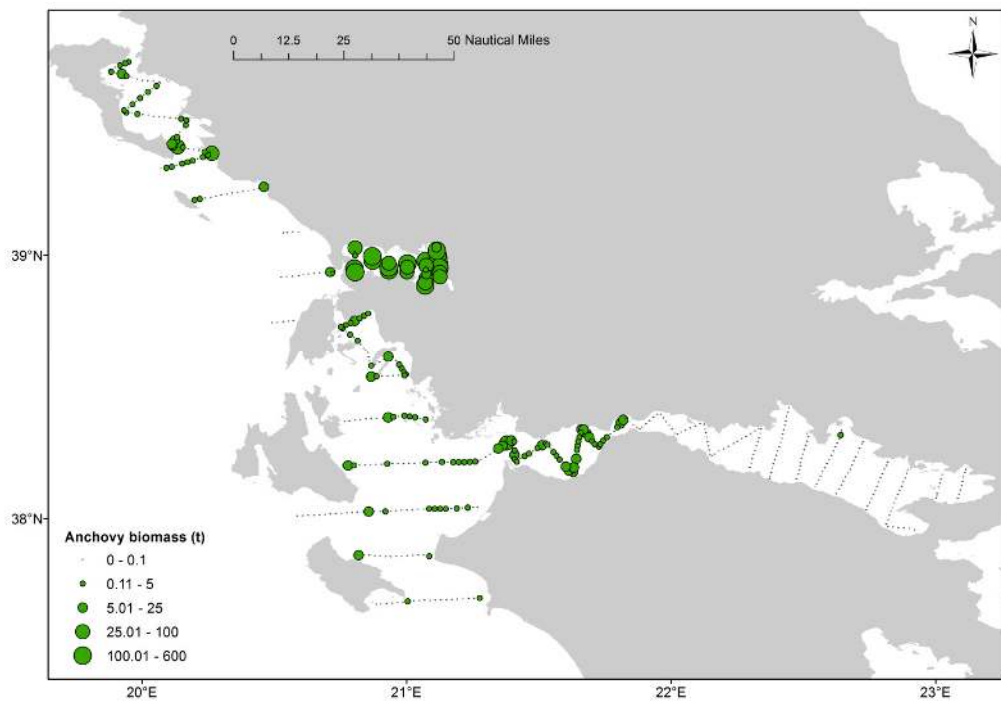 N
0 12.5 25 50 Nautical Miles
39°N
38°N
Anchovy biomass (t)
0 - 0.1
0.11 - 5
5.01 - 25
25.01 - 100
100.01 - 600
20°E 21°E 22°E 23°E